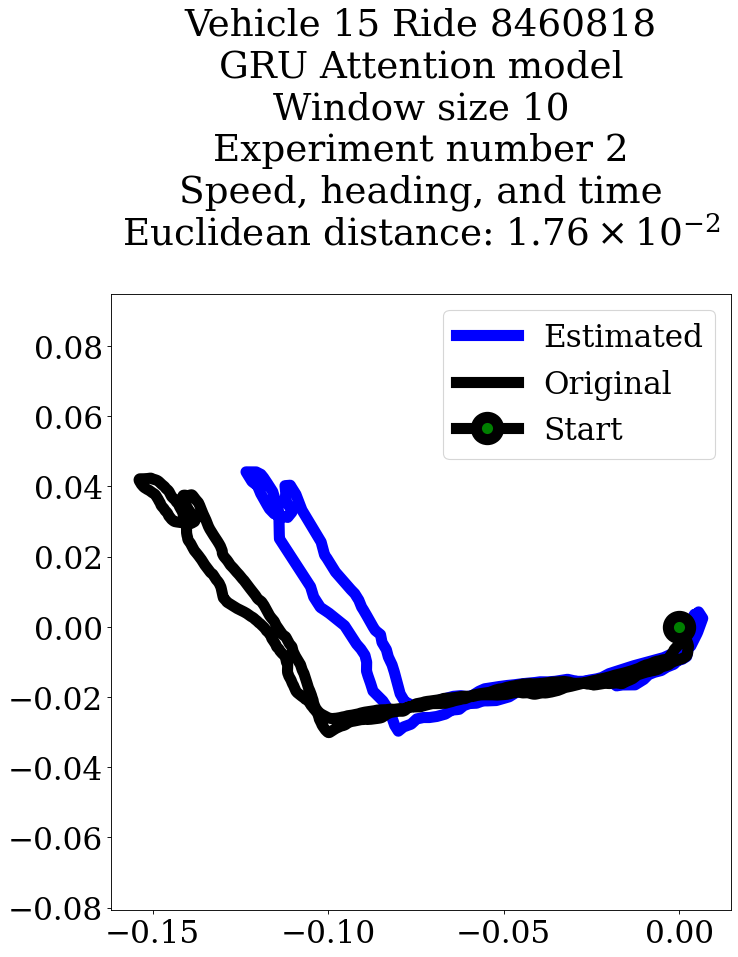 Vehicle 15 Ride 8460818
GRU Attention model
Window size 10
Experiment number 2
Speed, heading, and time
Euclidean distance: 1.76 × 10⁻²
Estimated
Original
Start
0.08
0.06
0.04
0.02
0.00
−0.02
−0.04
−0.06
−0.08
−0.15
−0.10
−0.05
0.00